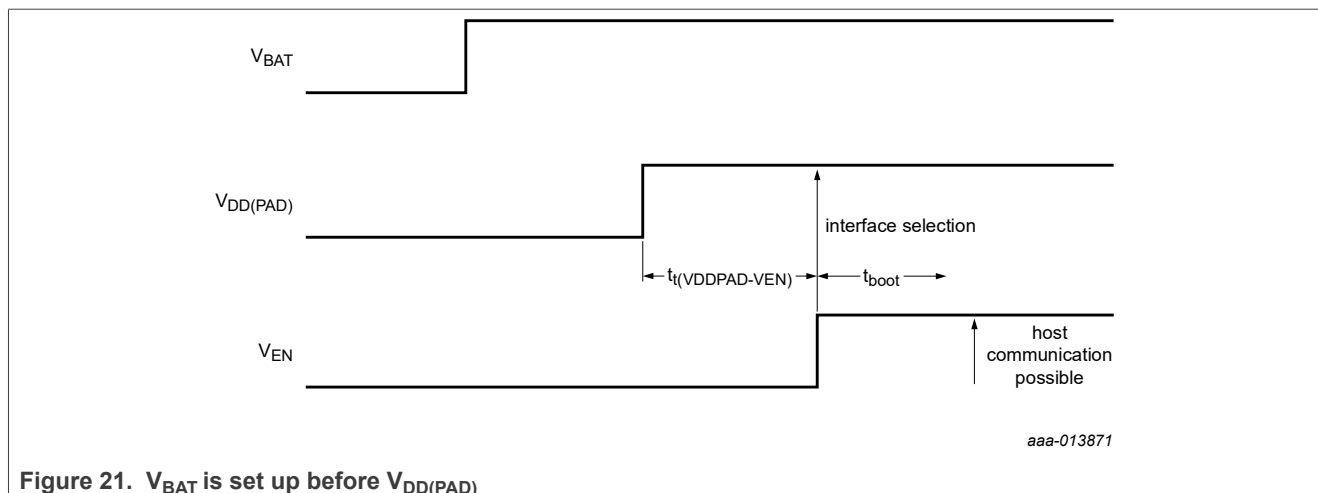 VBAT
VDD(PAD)
interface selection
tt(VDDPAD-VEN)
tboot
VEN
host
communication
possible
aaa-013871
Figure 21. VBAT is set up before VDD(PAD)